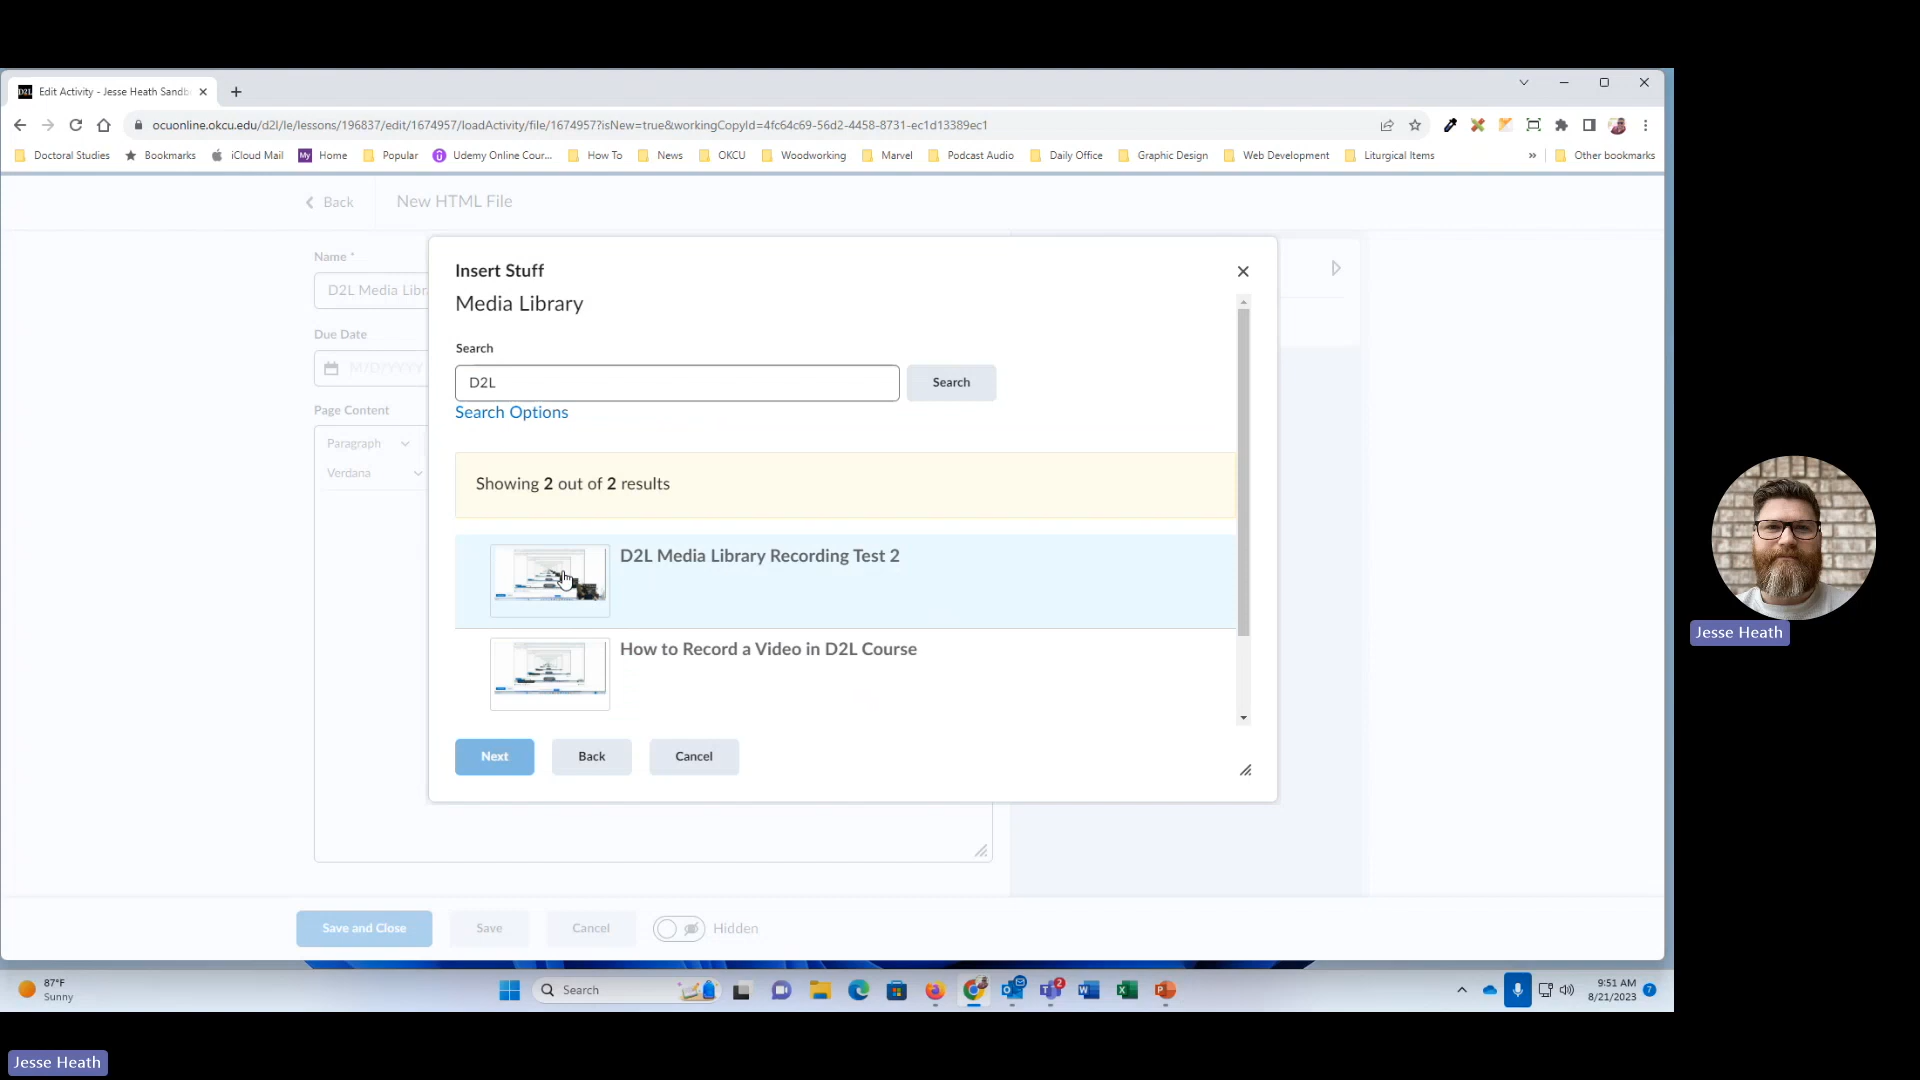 D2L Edit Activity - Jesse Heath Sandb
ocuonline.okcu.edu/d2l/le/lessons/196837/edit/1674957/loadActivity/file/1674957?isNew=true&workingCopyId=4fc64c69-56d2-4458-8731-ec1d13389ec1
Doctoral Studies Bookmarks iCloud Mail My Home Popular Udemy Online Cour... How To News OKCU Woodworking Marvel Podcast Audio Daily Office Graphic Design Web Development Liturgical Items » Other bookmarks
Back New HTML File
Name *
D2L Media Libr
Due Date
M/D/YYYY
Page Content
Paragraph
Verdana
Insert Stuff
Media Library
Search
D2L Search
Search Options
Showing 2 out of 2 results
D2L Media Library Recording Test 2
How to Record a Video in D2L Course
Next Back Cancel
Save and Close Save Cancel Hidden
Jesse Heath
87°F
Sunny
Search
2
9:51 AM
8/21/2023
7
Jesse Heath